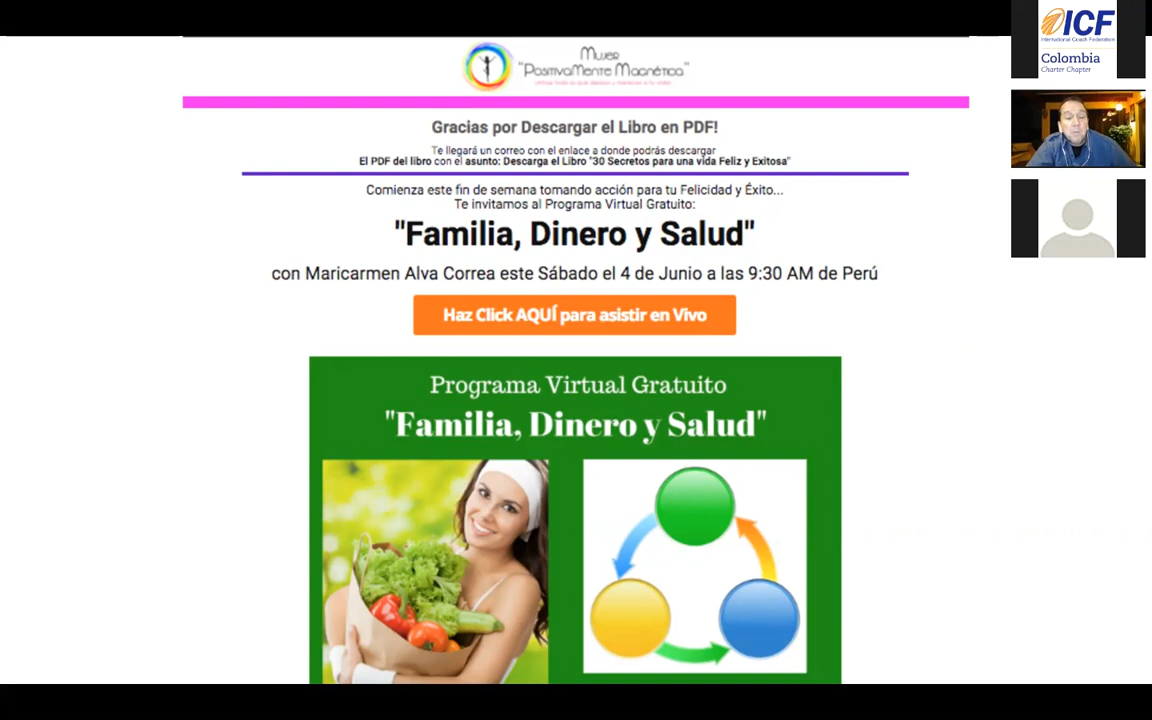 Mujer
"PositivaMente Magnética"
Gracias por Descargar el Libro en PDF!
Te llegará un correo con el enlace a donde podrás descargar
El PDF del libro con el asunto: Descarga el Libro "30 Secretos para una vida Feliz y Exitosa"
Comienza este fin de semana tomando acción para tu Felicidad y Éxito...
Te invitamos al Programa Virtual Gratuito:
"Familia, Dinero y Salud"
con Maricarmen Alva Correa este Sábado el 4 de Junio a las 9:30 AM de Perú
Haz Click AQUÍ para asistir en Vivo
Programa Virtual Gratuito
"Familia, Dinero y Salud"
ICF
International Coach Federation
Colombia
Charter Chapter